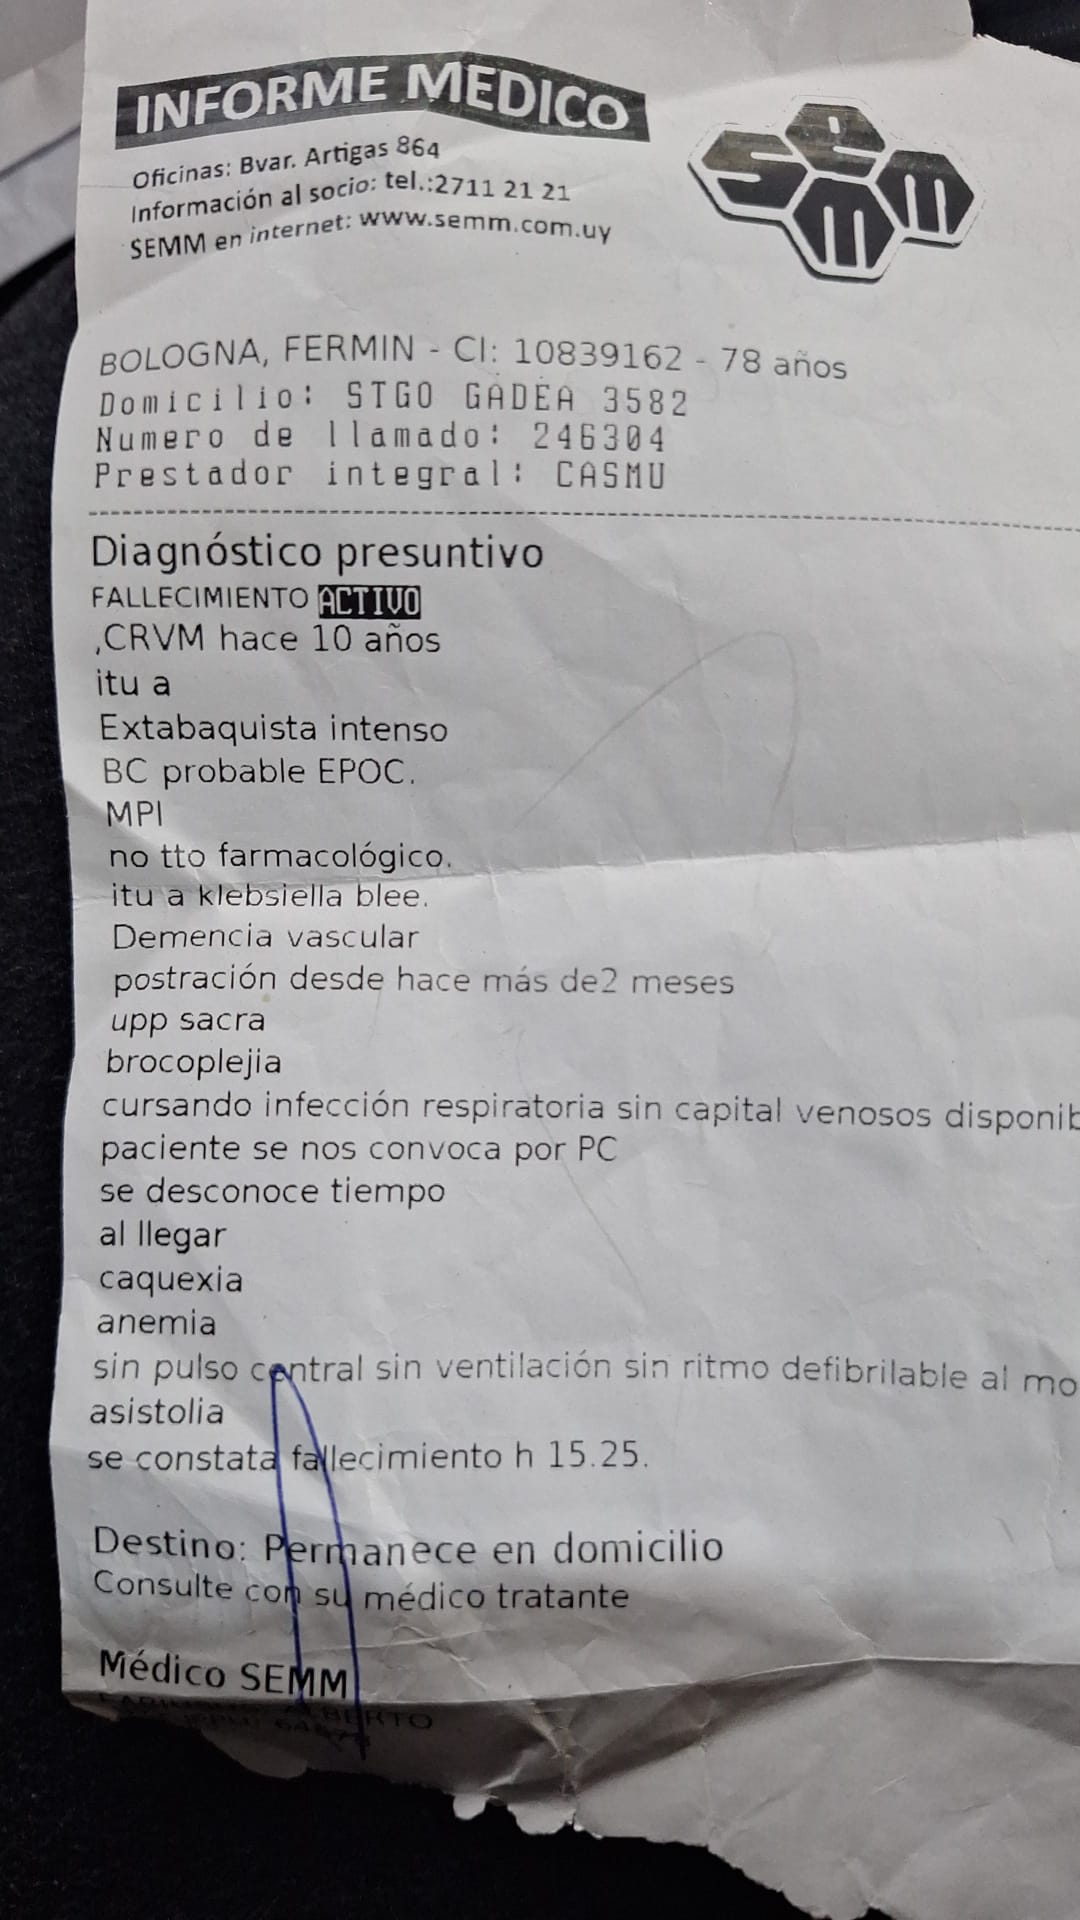 INFORME MEDICO
Oficinas: Bvar. Artigas 864
Información al socio: tel.:2711 21 21
SEMM en internet: www.semm.com.uy
semm
BOLOGNA, FERMIN - CI: 10839162 - 78 años
Domicilio: STGO GADEA 3582
Numero de llamado: 246304
Prestador integral: CASMU
Diagnóstico presuntivo
FALLECIMIENTO ACTIVO
,CRVM hace 10 años
itu a
Extabaquista intenso
BC probable EPOC.
MPI
no tto farmacológico.
itu a klebsiella blee.
Demencia vascular
postración desde hace más de2 meses
upp sacra
brocoplejia
cursando infección respiratoria sin capital venosos disponib
paciente se nos convoca por PC
se desconoce tiempo
al llegar
caquexia
anemia
sin pulso central sin ventilación sin ritmo defibrilable al mo
asistolia
se constata fallecimiento h 15.25.
Destino: Permanece en domicilio
Consulte con su médico tratante
Médico SEMM